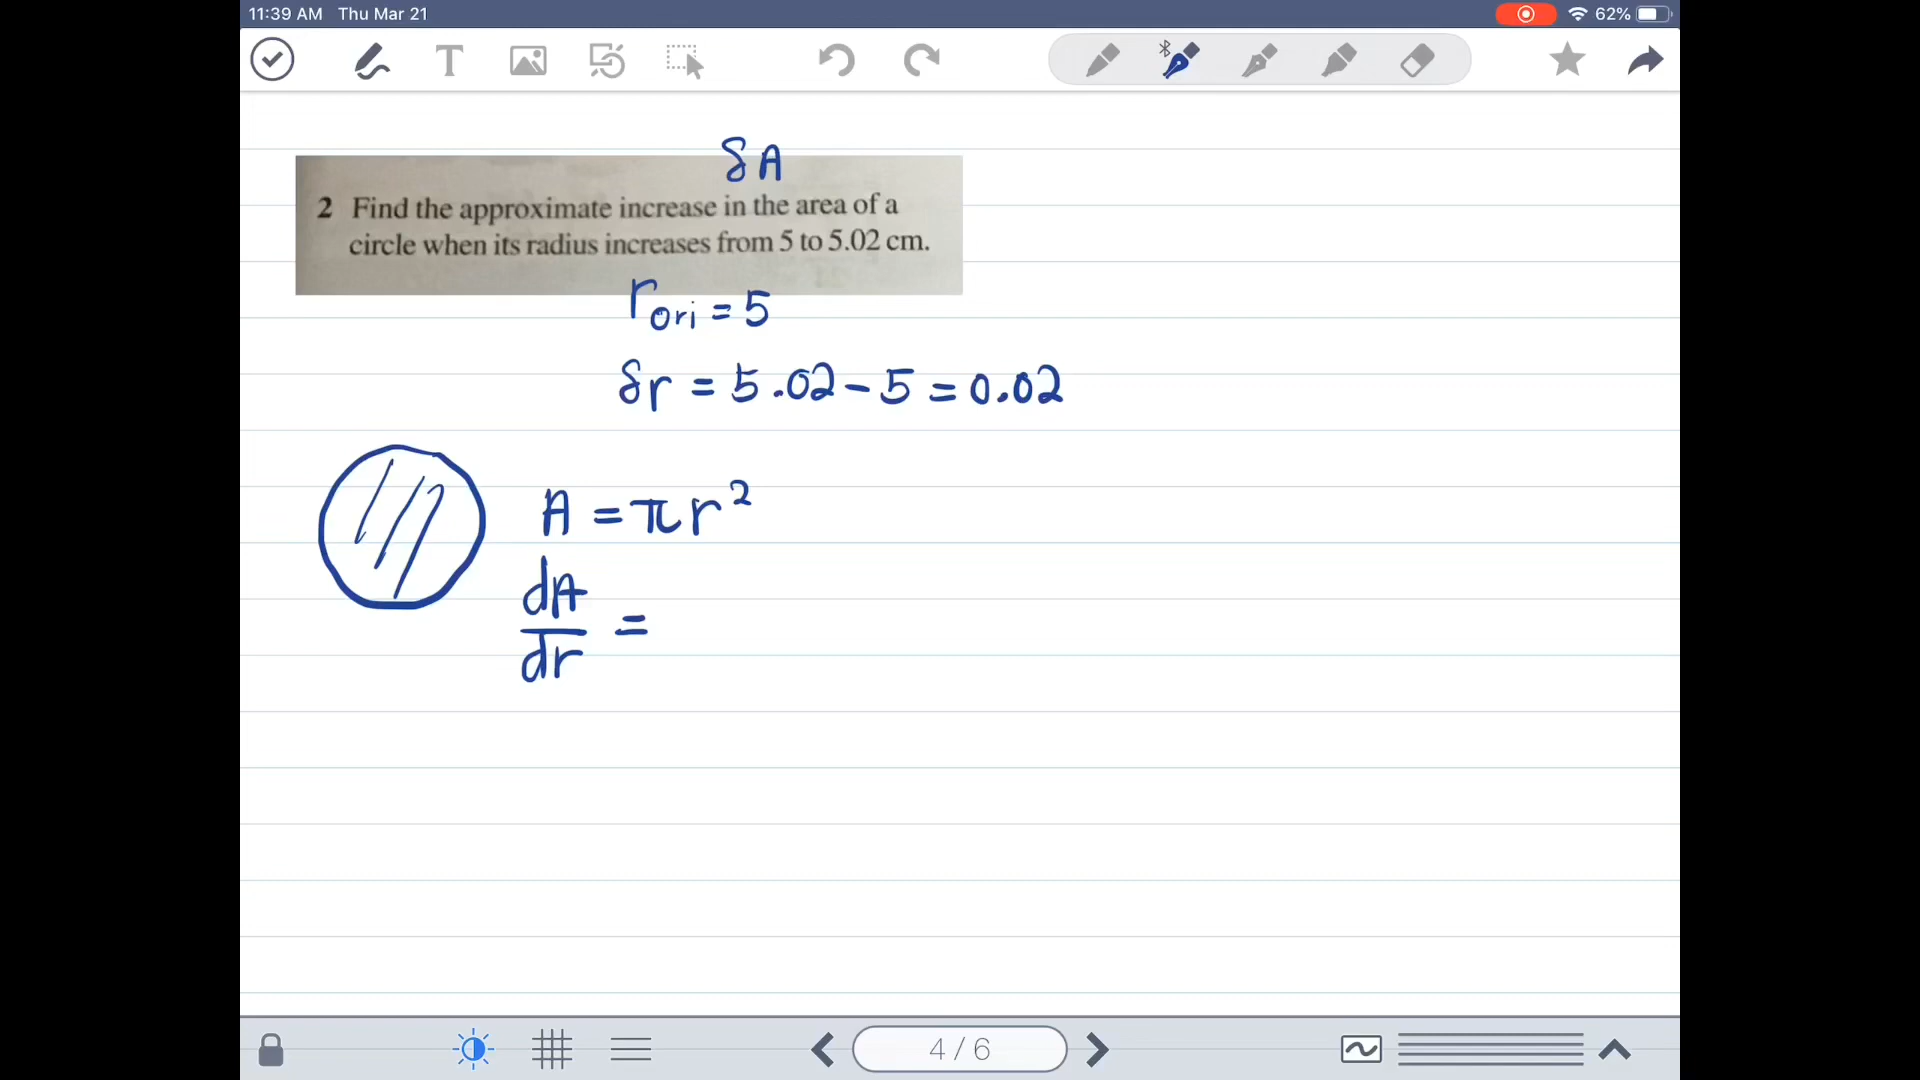 11:39 AM Thu Mar 21 62%
T
δA
2 Find the approximate increase in the area of a
circle when its radius increases from 5 to 5.02 cm.
r ori = 5
δr = 5.02 - 5 = 0.02
A = πr²
dA
dr =
4 / 6